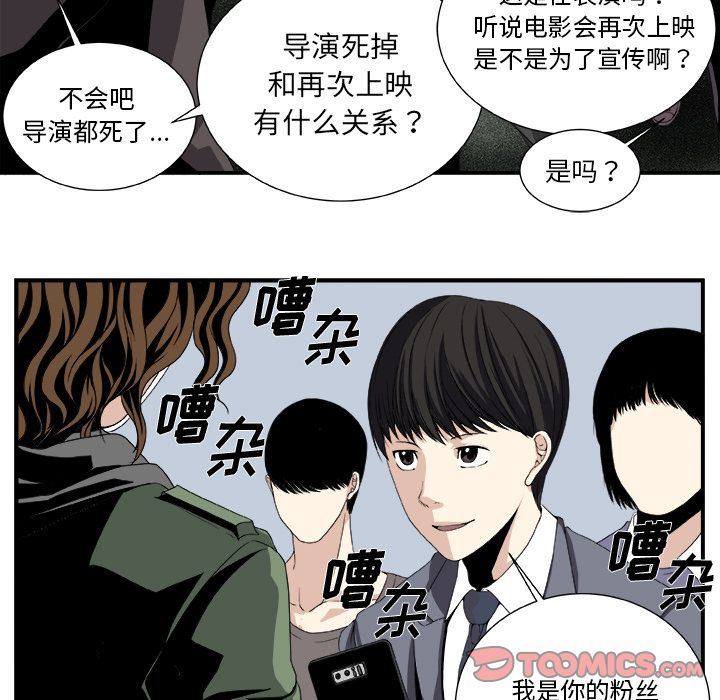 听说电影会再次上映
是不是为了宣传啊？
导演死掉
和再次上映
有什么关系？
不会吧
导演都死了...
是吗？
嘈杂
嘈杂
嘈杂
嘈杂
我是你的粉丝
TOOMICS
TOOMICS.COM